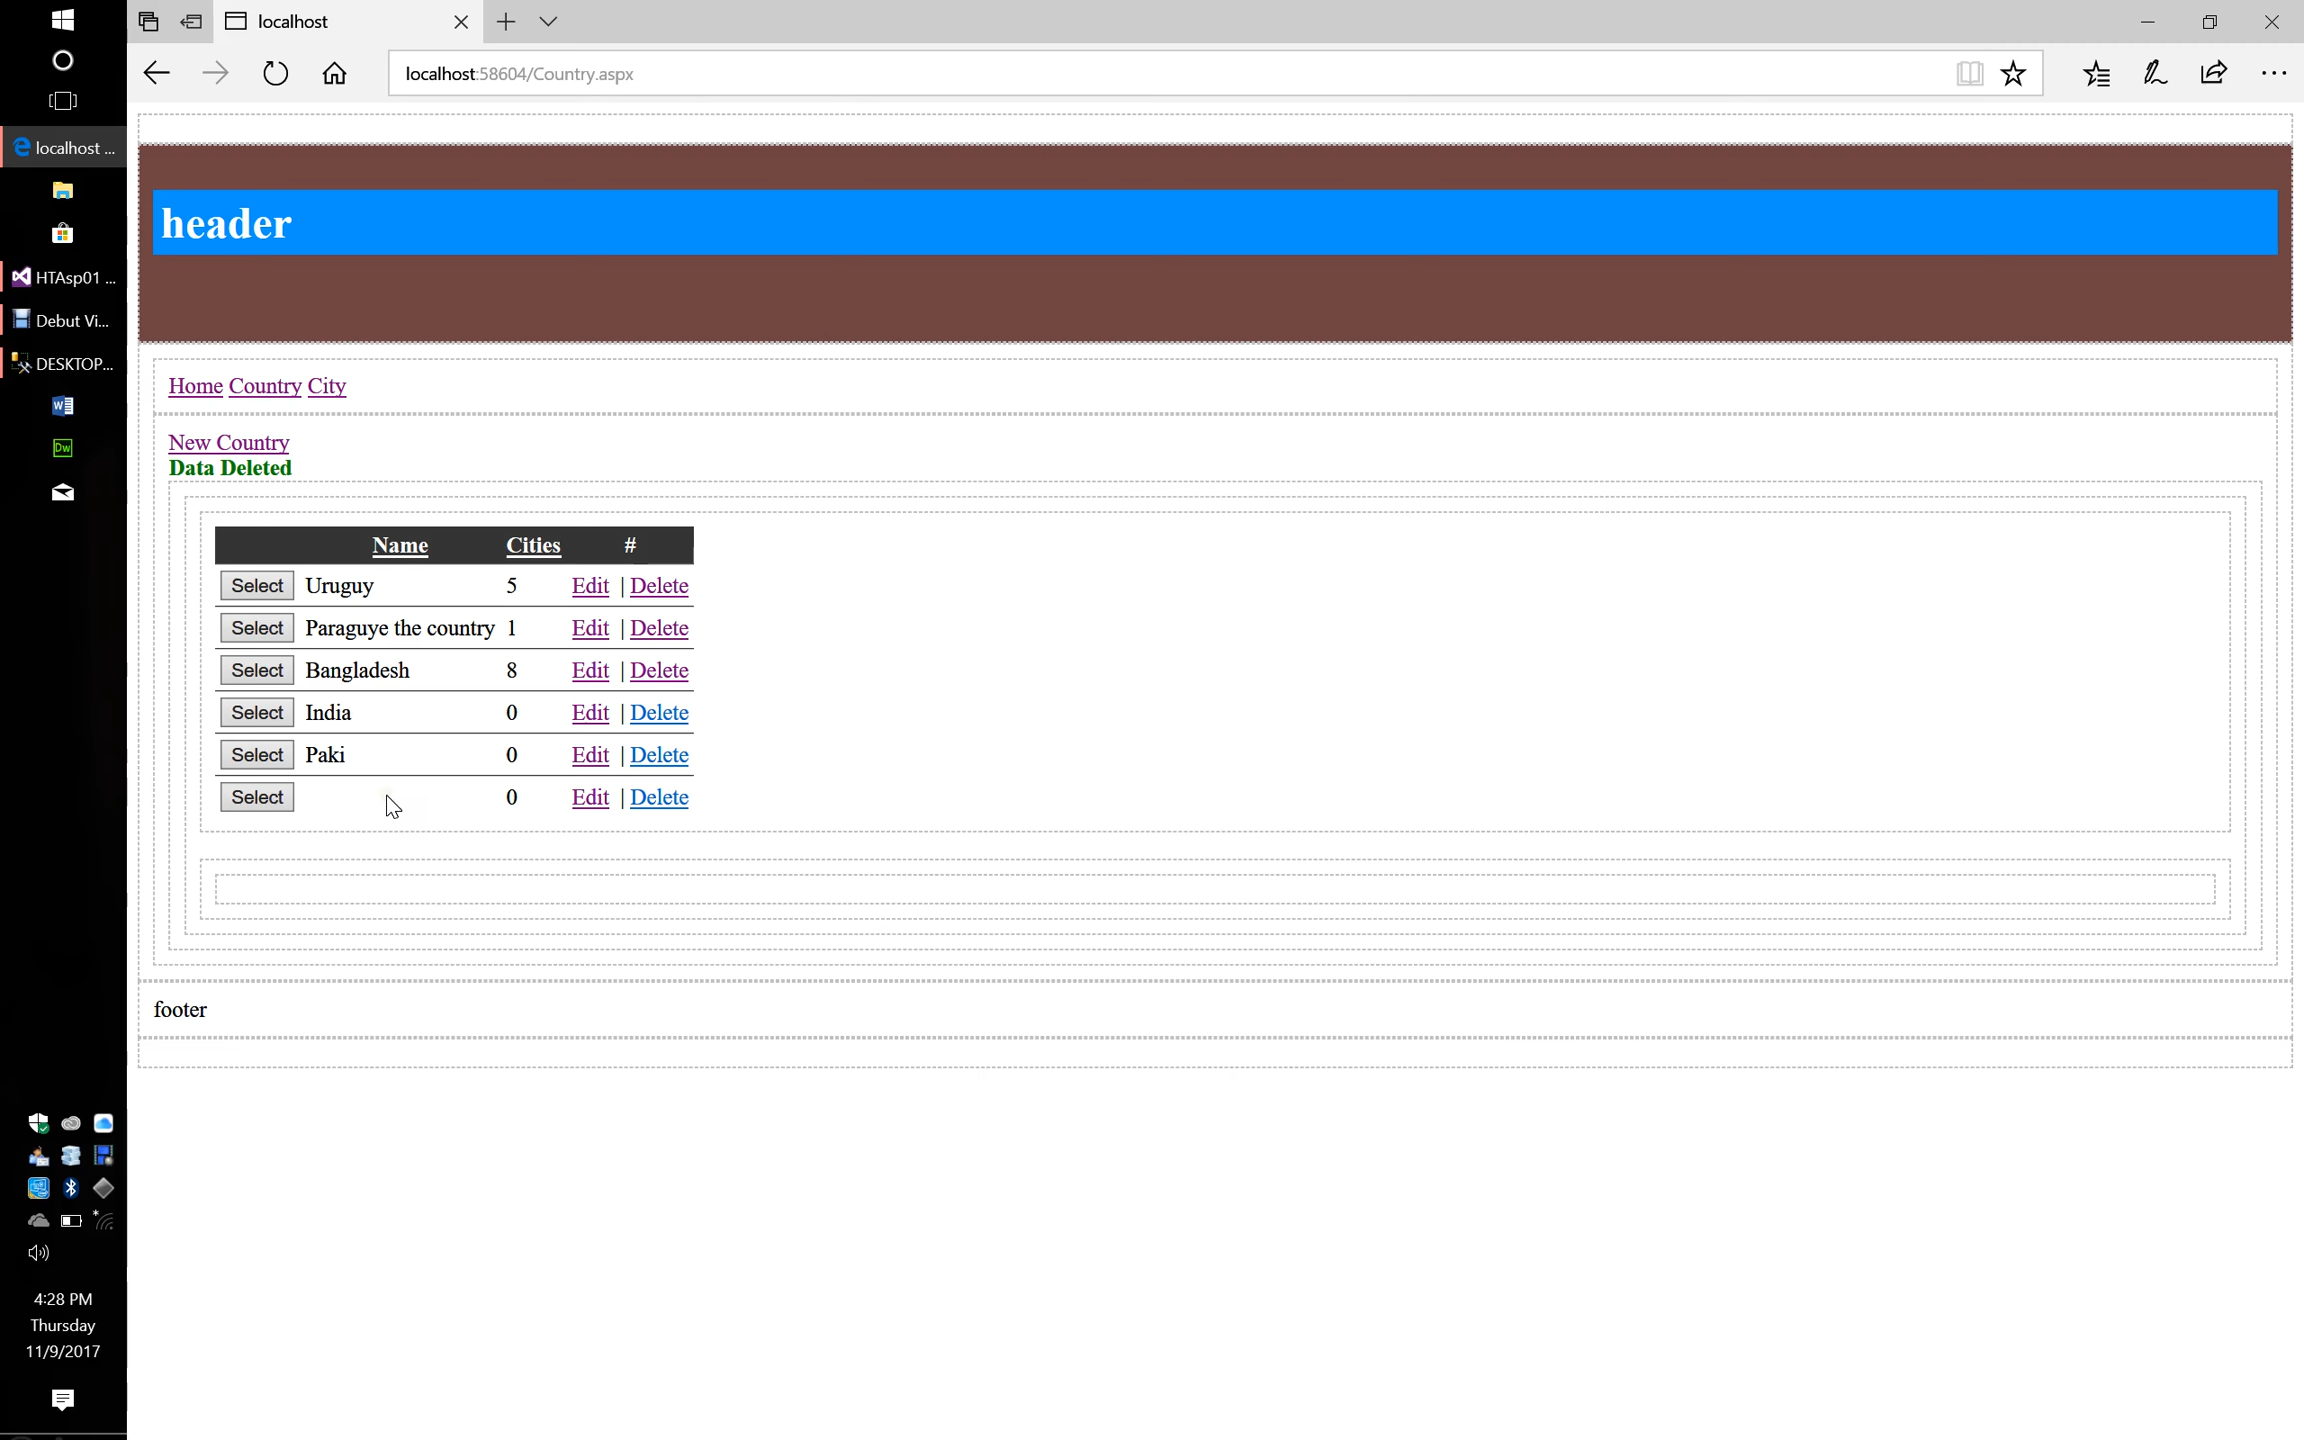 localhost
localhost:58604/Country.aspx
localhost ...
HTAsp01 ...
Debut Vi...
DESKTOP...
header
Home Country City
New Country
Data Deleted
Name Cities #
Select Uruguy 5 Edit | Delete
Select Paraguye the country 1 Edit | Delete
Select Bangladesh 8 Edit | Delete
Select India 0 Edit | Delete
Select Paki 0 Edit | Delete
Select 0 Edit | Delete
footer
4:28 PM
Thursday
11/9/2017